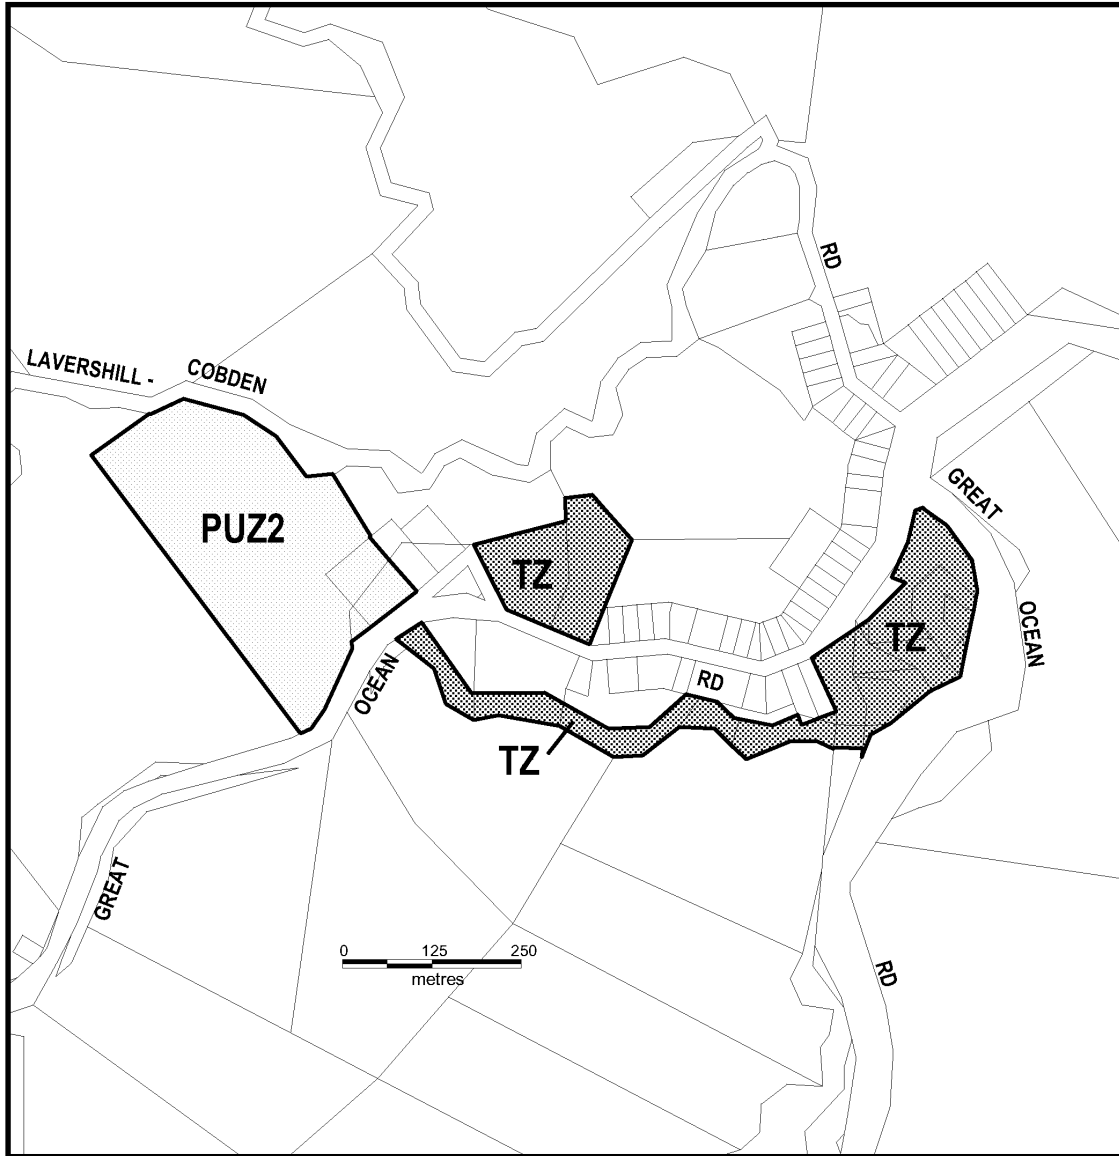 RD
LAVERSHILL - COBDEN
GREAT
PUZ2
TZ
OCEAN
TZ
OCEAN
RD
TZ
GREAT
0 125 250
metres
RD